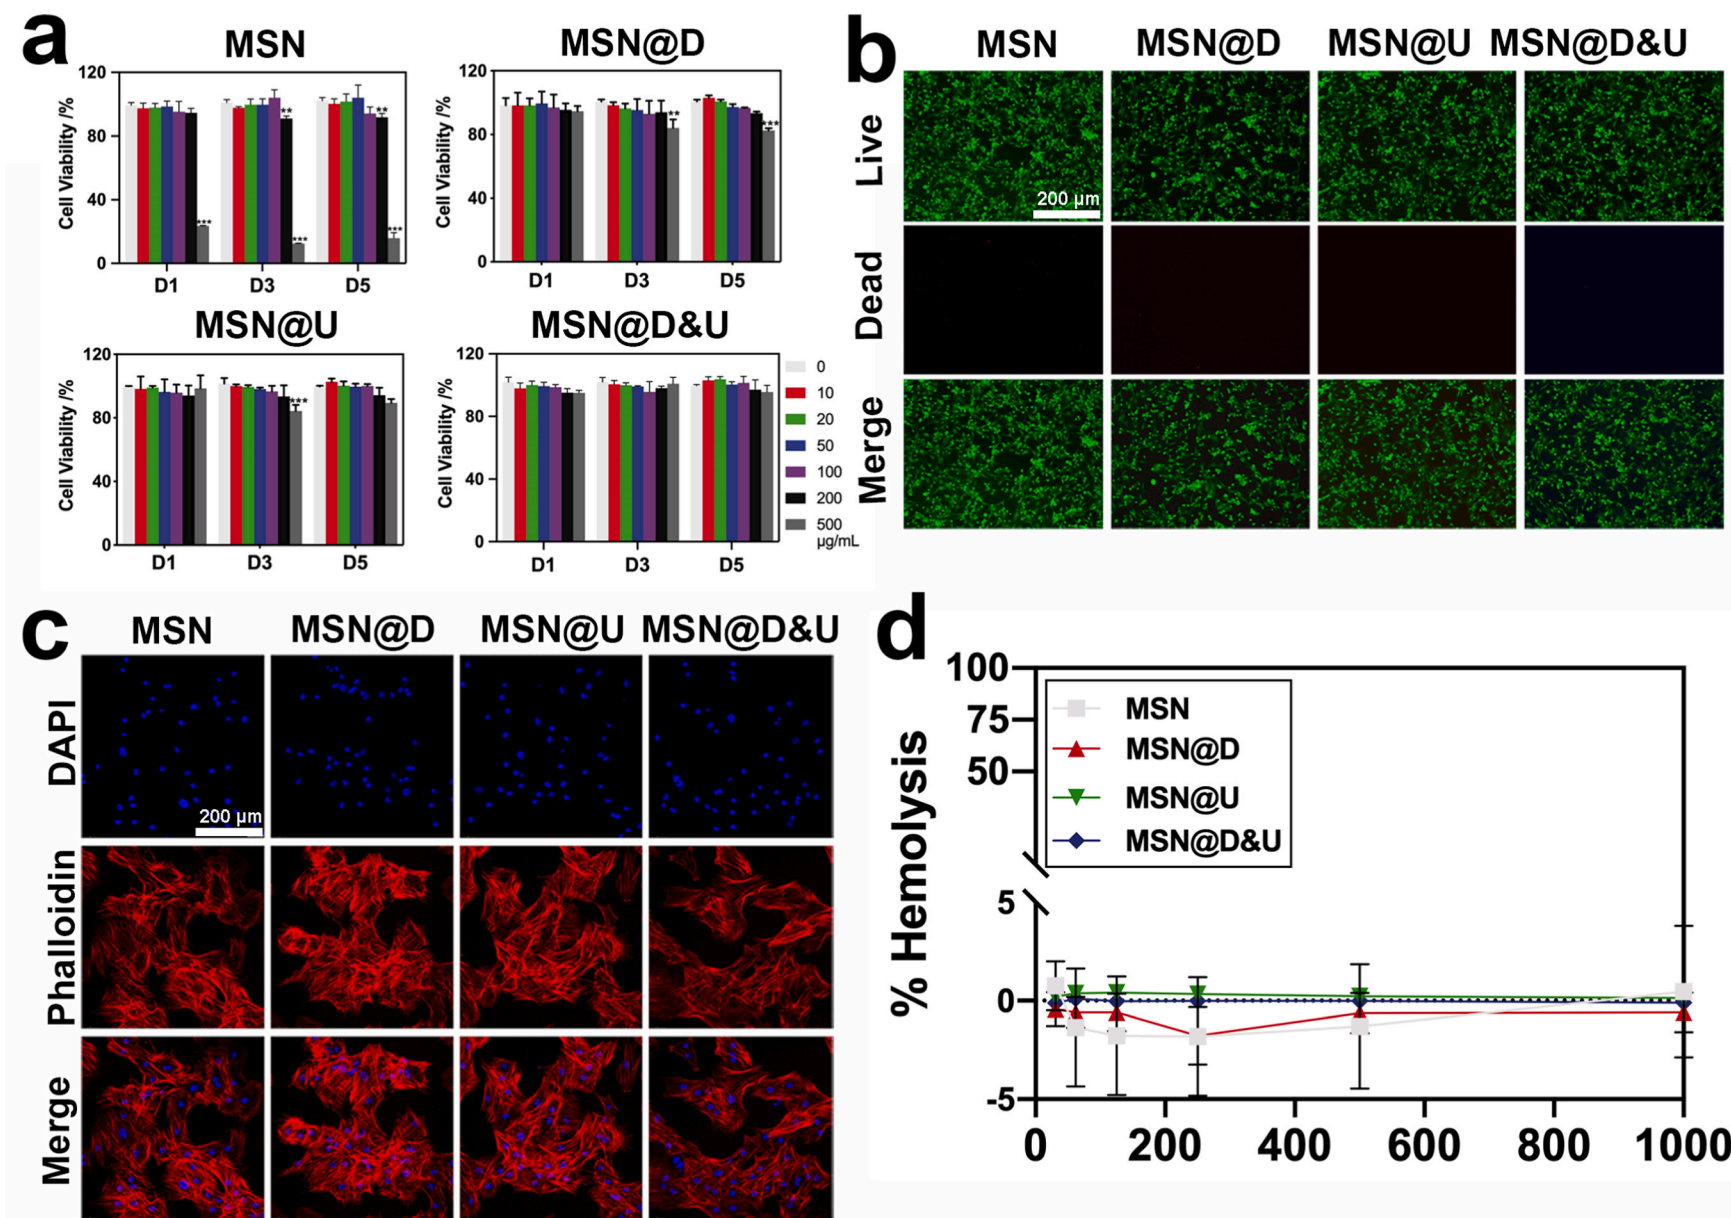 a
MSN
MSN@D
120
80
40
0
Cell Viability /%
** ** *** *** ***
D1 D3 D5
120
80
40
0
Cell Viability /%
** ***
D1 D3 D5
MSN@U
MSN@D&U
120
80
40
0
Cell Viability /%
***
D1 D3 D5
120
80
40
0
Cell Viability /%
D1 D3 D5
0
10
20
50
100
200
500
µg/mL
b
MSN MSN@D MSN@U MSN@D&U
Live
200 µm
Dead
Merge
c
MSN MSN@D MSN@U MSN@D&U
DAPI
200 µm
Phalloidin
Merge
d
% Hemolysis
100
75
50
5
0
-5
MSN
MSN@D
MSN@U
MSN@D&U
0 200 400 600 800 1000